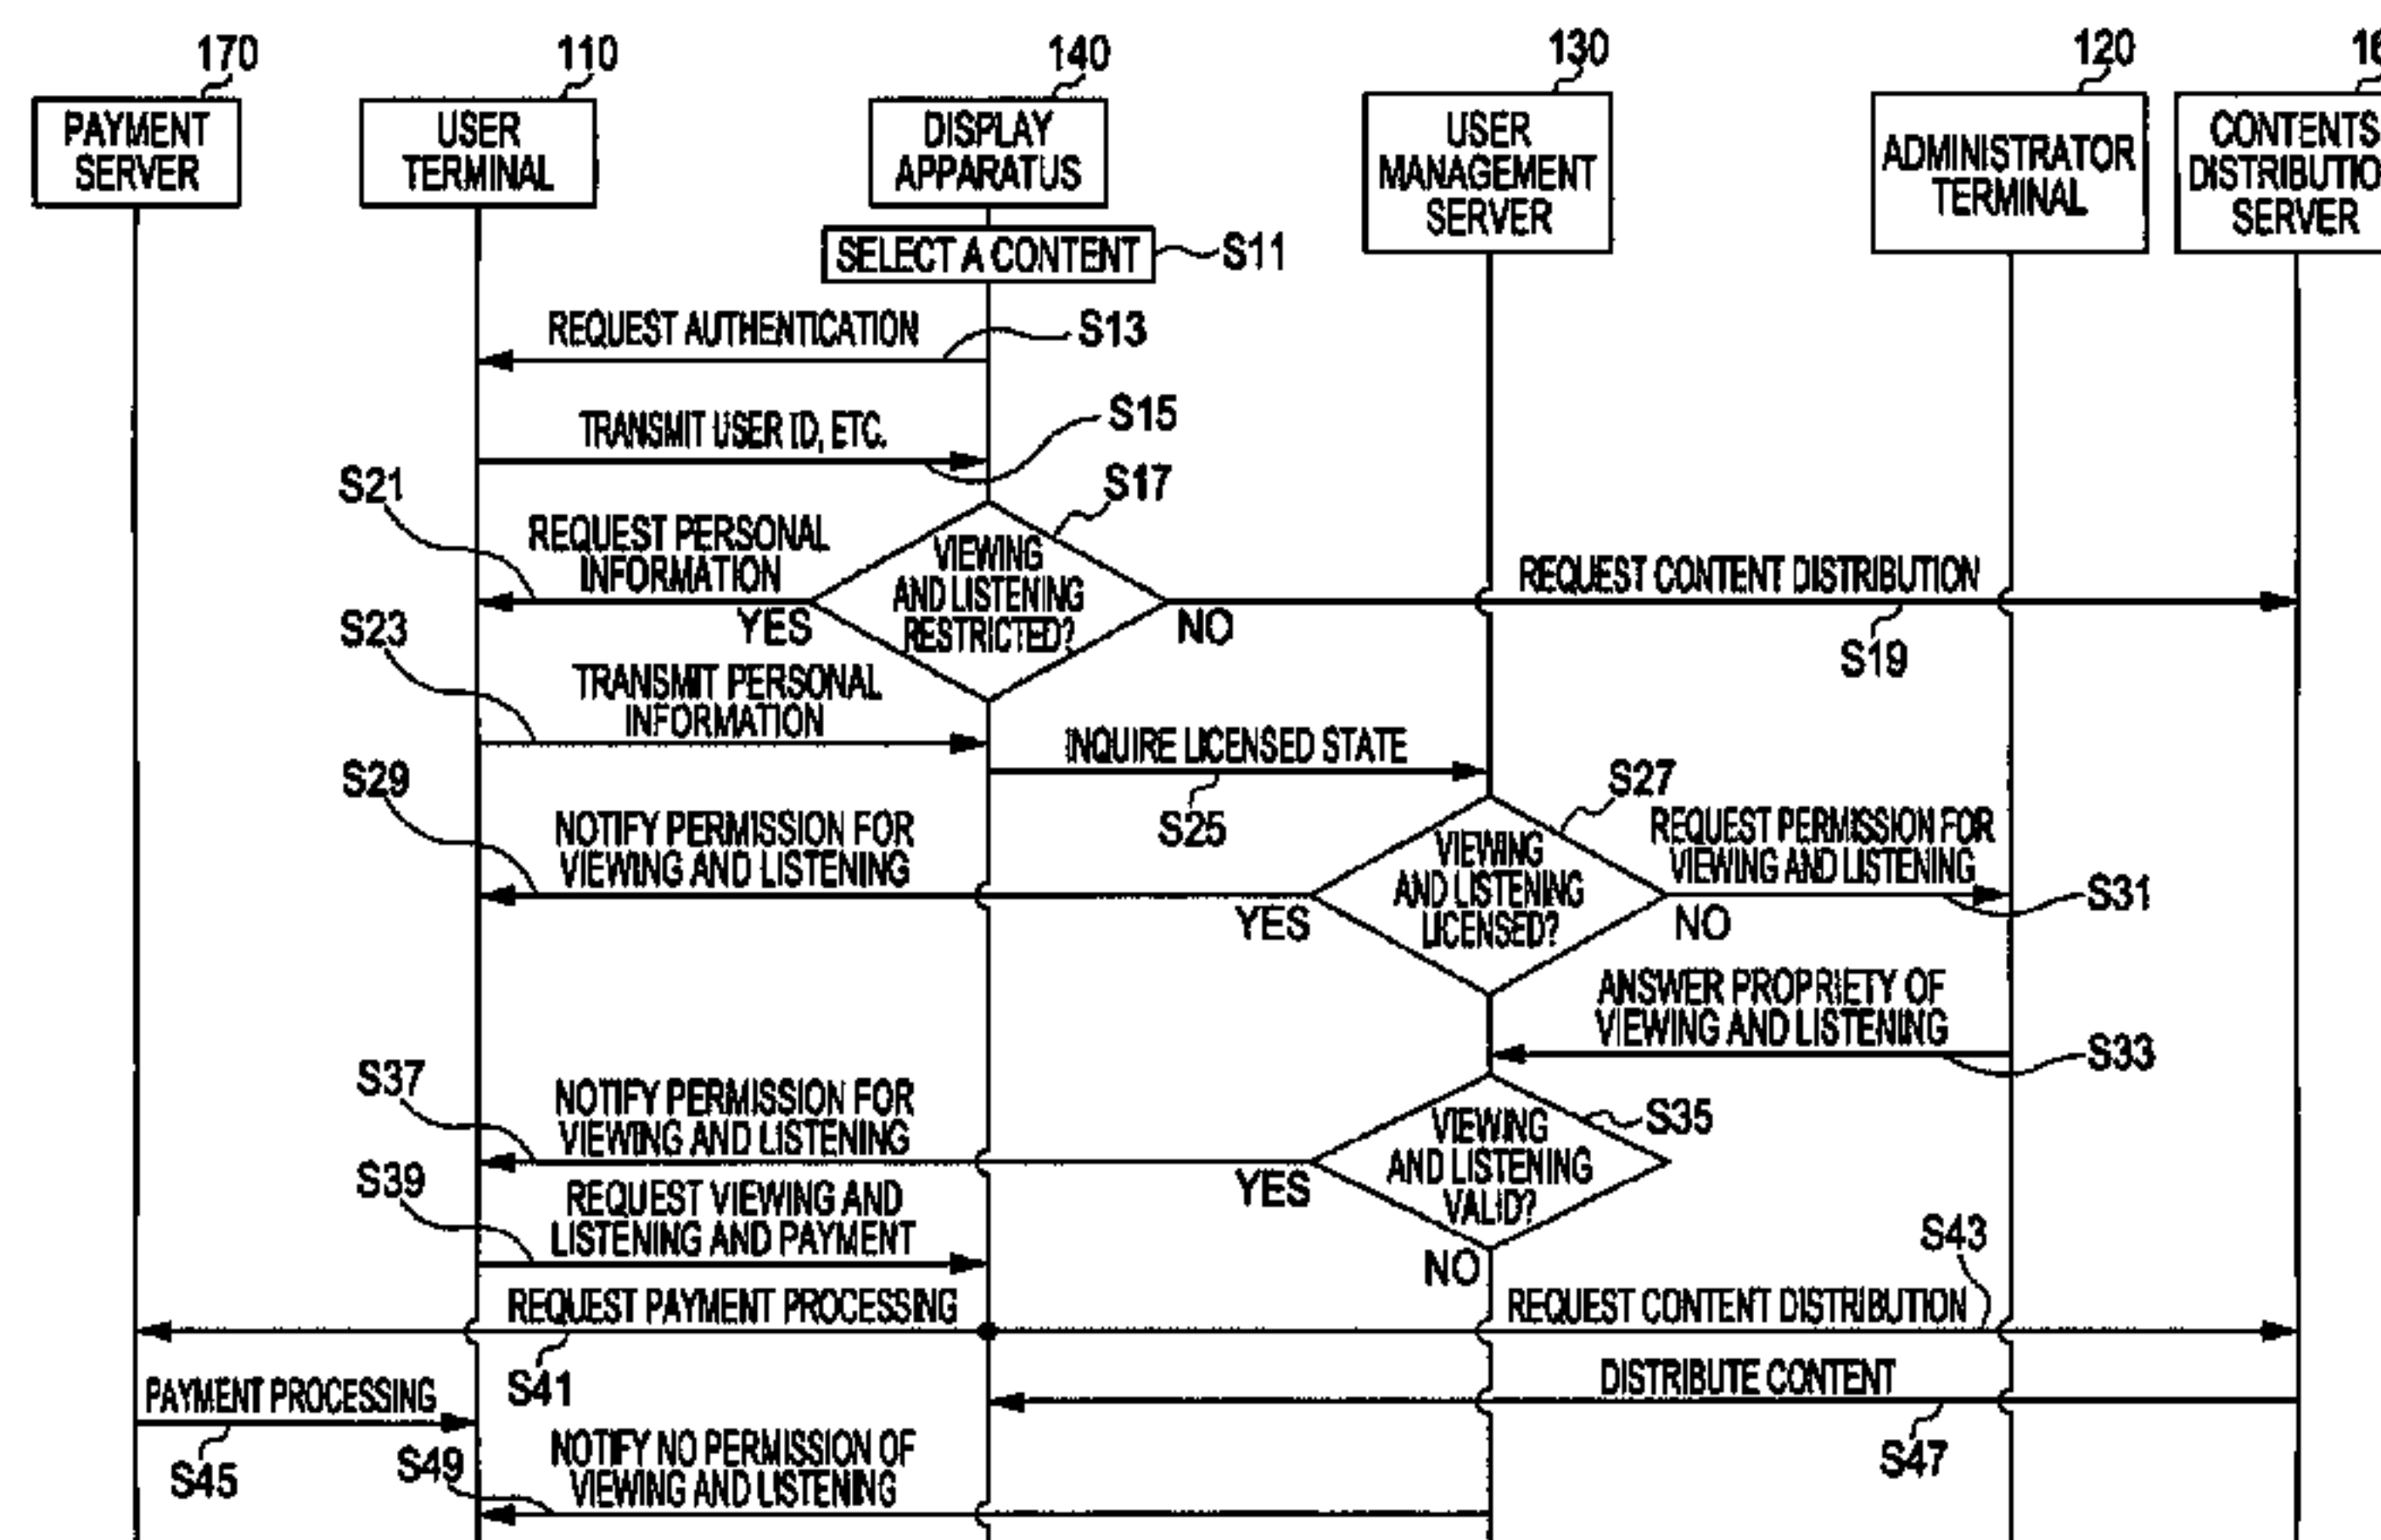 170
110
140
130
120
PAYMENT
SERVER
USER
TERMINAL
DISPLAY
APPARATUS
USER
MANAGEMENT
SERVER
ADMINISTRATOR
TERMINAL
CONTENTS
SERVER
SELECT A CONTENT
S11
REQUEST AUTHENTICATION
S13
TRANSMIT USER ID, ETC.
S15
S21
S17
REQUEST PERSONAL
INFORMATION
VIEWING
AND LISTENING
RESTRICTED?
REQUEST CONTENT DISTRIBUTION
YES
NO
S19
S23
TRANSMIT PERSONAL
INFORMATION
INQUIRE LICENSED STATE
S25
S29
S27
NOTIFY PERMISSION FOR
VIEWING AND LISTENING
VIEWING
AND LISTENING
LICENSED?
REQUEST PERMISSION FOR
VIEWING AND LISTENING
S31
YES
NO
ANSWER PROPRIETY OF
VIEWING AND LISTENING
S33
S37
NOTIFY PERMISSION FOR
VIEWING AND LISTENING
VIEWING
AND LISTENING
VALID?
S35
YES
NO
S39
REQUEST VIEWING AND
LISTENING AND PAYMENT
S43
REQUEST PAYMENT PROCESSING
REQUEST CONTENT DISTRIBUTION
S41
DISTRIBUTE CONTENT
S47
PAYMENT PROCESSING
S45
S49
NOTIFY NO PERMISSION OF
VIEWING AND LISTENING